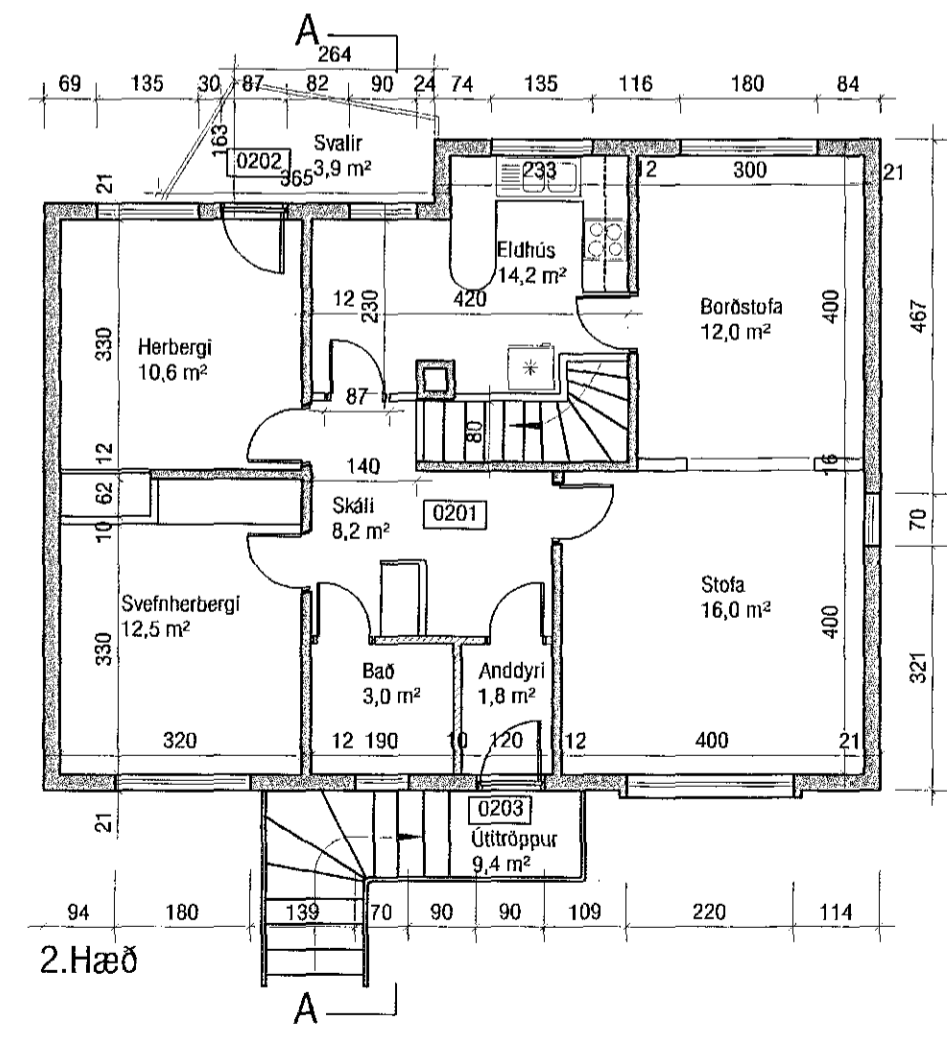 A
264
69 135 30 87 82 90 24 74 135 116 180 84
163
Svalir
0202 3,9 m²
365
21
233 12 300 21
Eldhús
14,2 m²
12 230 420
Borðstofa
12,0 m²
400
467
330
Herbergi
10,6 m²
87
80
12
140
16
62
Skáli
8,2 m²
0201
70
10
Svefnherbergi
12,5 m²
Stofa
16,0 m²
400
330
321
Bað
3,0 m²
Anddyri
1,8 m²
320 12 190 10 120 12 400 21
21
0203
Útitröppur
9,4 m²
94 180 139 70 90 90 109 220 114
2.Hæð
A